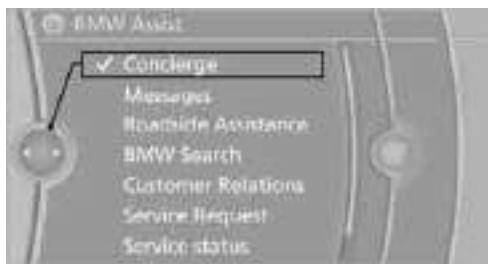 BMW Assist
Concierge
Messages
Roadside Assistance
BMW Search
Customer Relations
Service Request
Service status